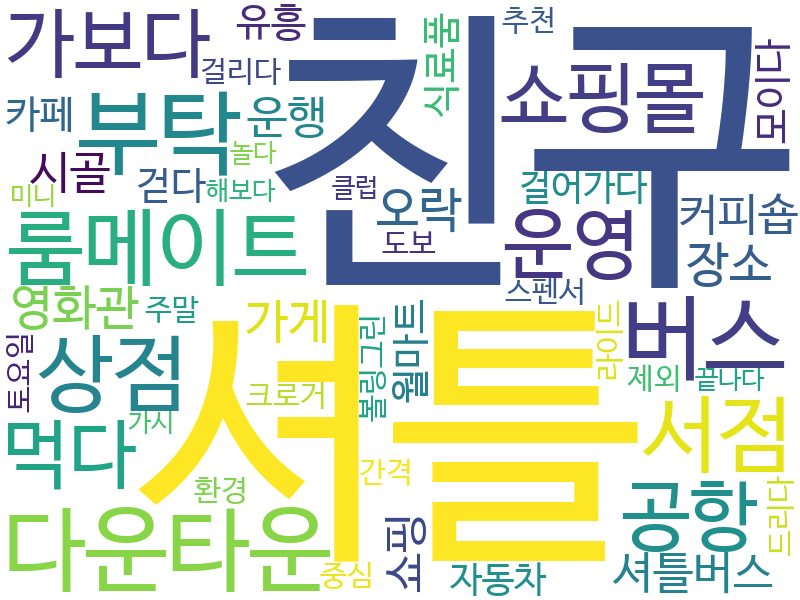 가보다
유흥
친구
식료품
추천
모이다
걸리다
쇼핑몰
카페
부탁
운행
시골
놀다
미니
걷다
해보다
클럽
오락
걸어가다
커피숍
룸메이트
도보
운영
장소
영화관
주말
가게
스펜서
버스
토요일
상점
볼링그린
월마트
라이드
크로거
제외
끝나다
셔틀
먹다
가시
서점
간격
환경
공항
드리다
다운타운
쇼핑
중심
자동차
셔틀버스